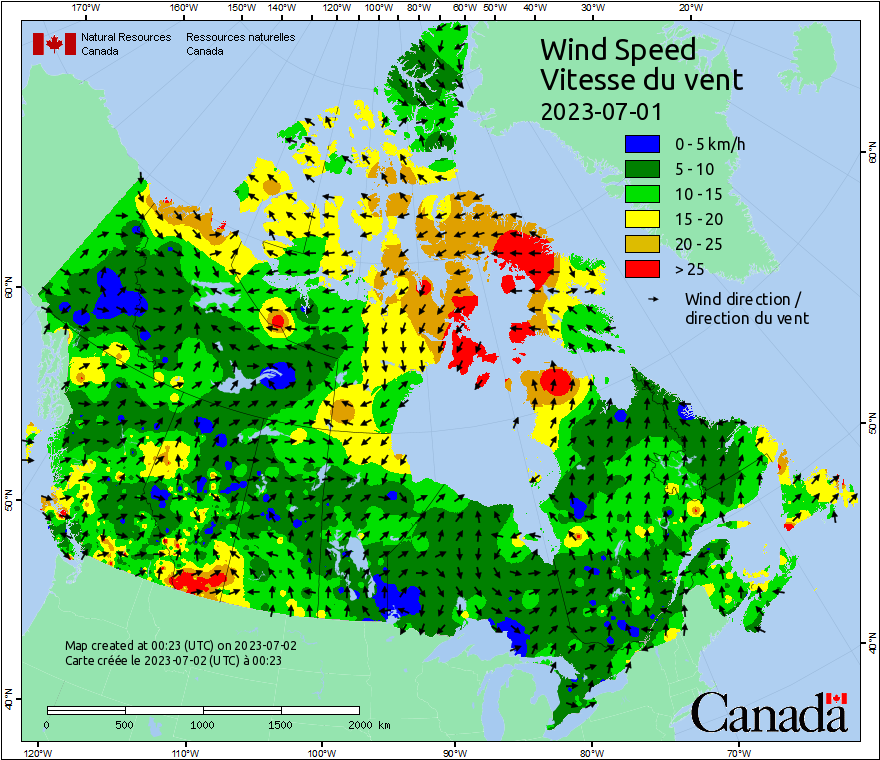 170°W 160°W 150°W 140°W 120°W 100°W 80°W 60°W 50°W 40°W 30°W 20°W
Natural Resources Ressources naturelles
Canada Canada
Wind Speed
Vitesse du vent
2023-07-01
0 - 5 km/h
5 - 10
10 - 15
15 - 20
20 - 25
> 25
Wind direction /
direction du vent
60°N
60°N
50°N
50°N
40°N
40°N
Map created at 00:23 (UTC) on 2023-07-02
Carte créée le 2023-07-02 (UTC) à 00:23
0 500 1000 1500 2000 km
Canada
120°W 110°W 100°W 90°W 80°W 70°W